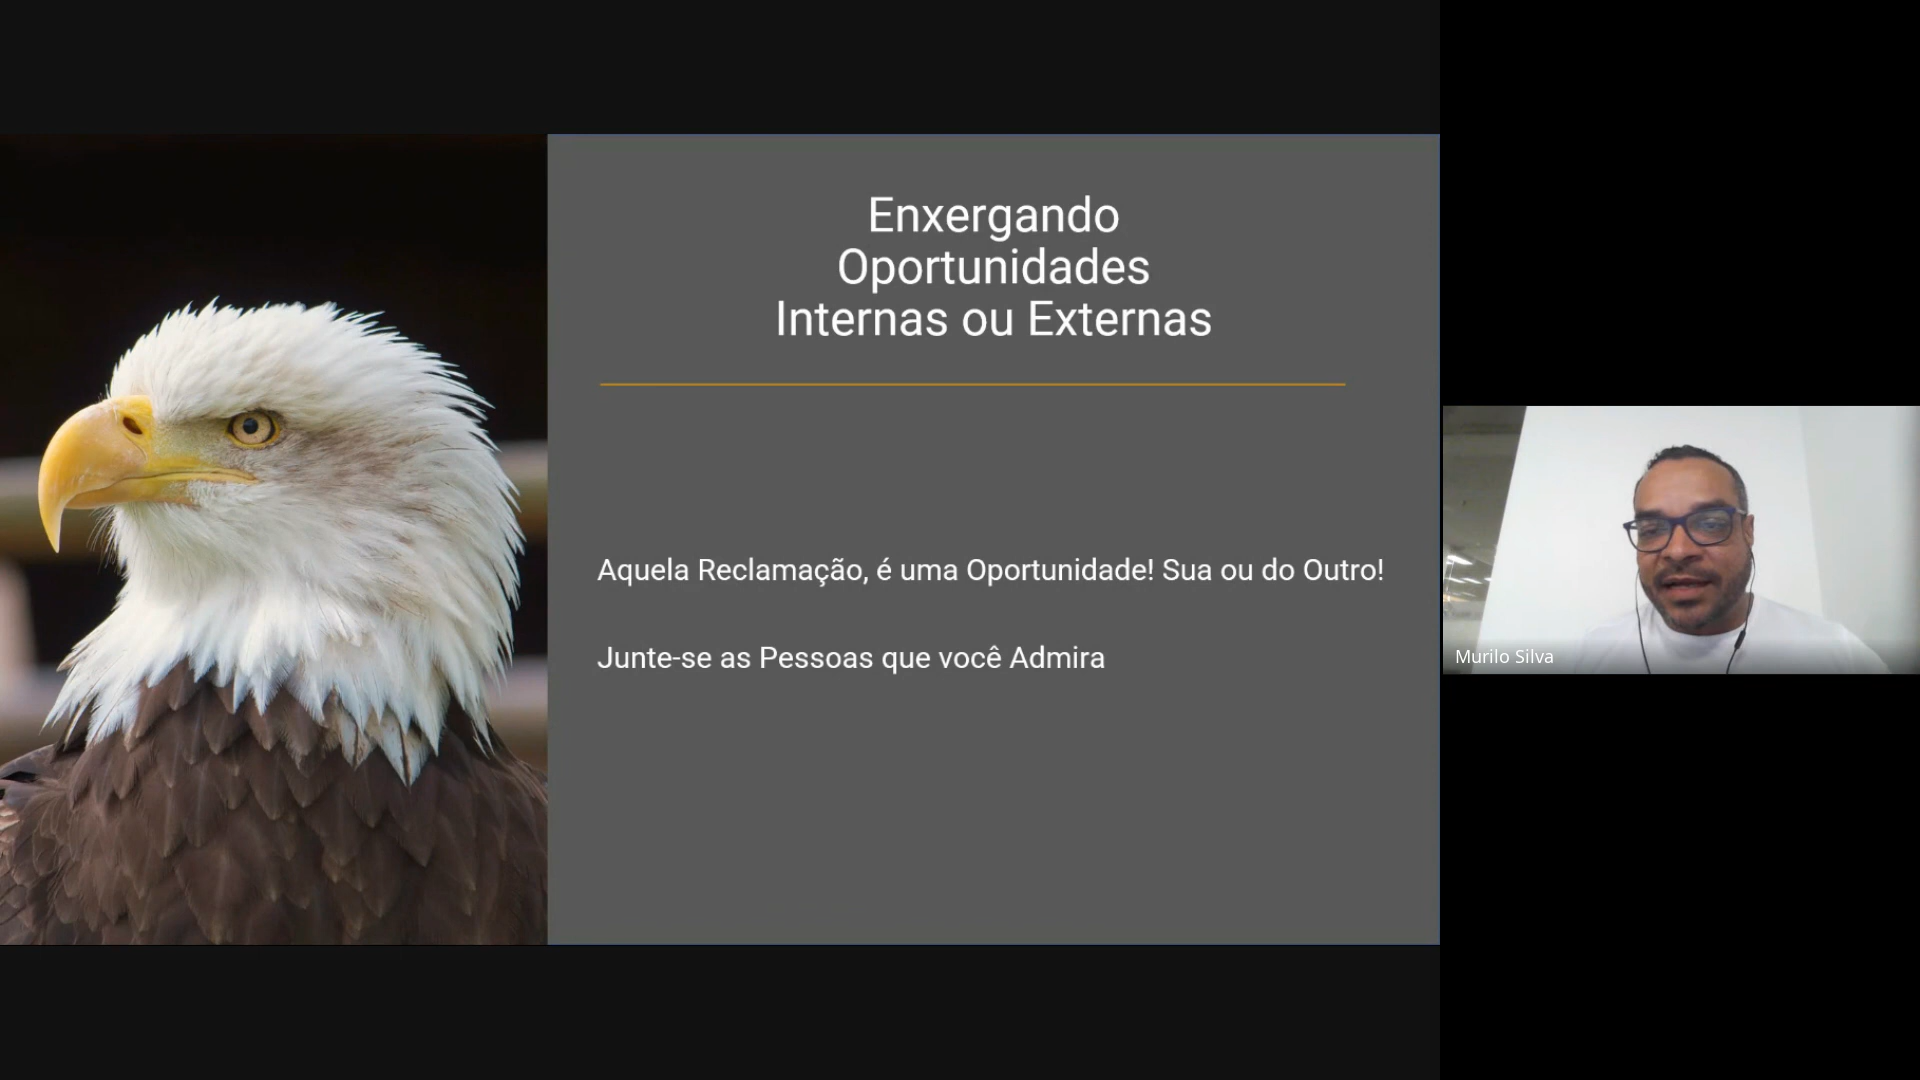 Enxergando
Oportunidades
Internas ou Externas
Aquela Reclamação, é uma Oportunidade! Sua ou do Outro!
Junte-se as Pessoas que você Admira
Murilo Silva